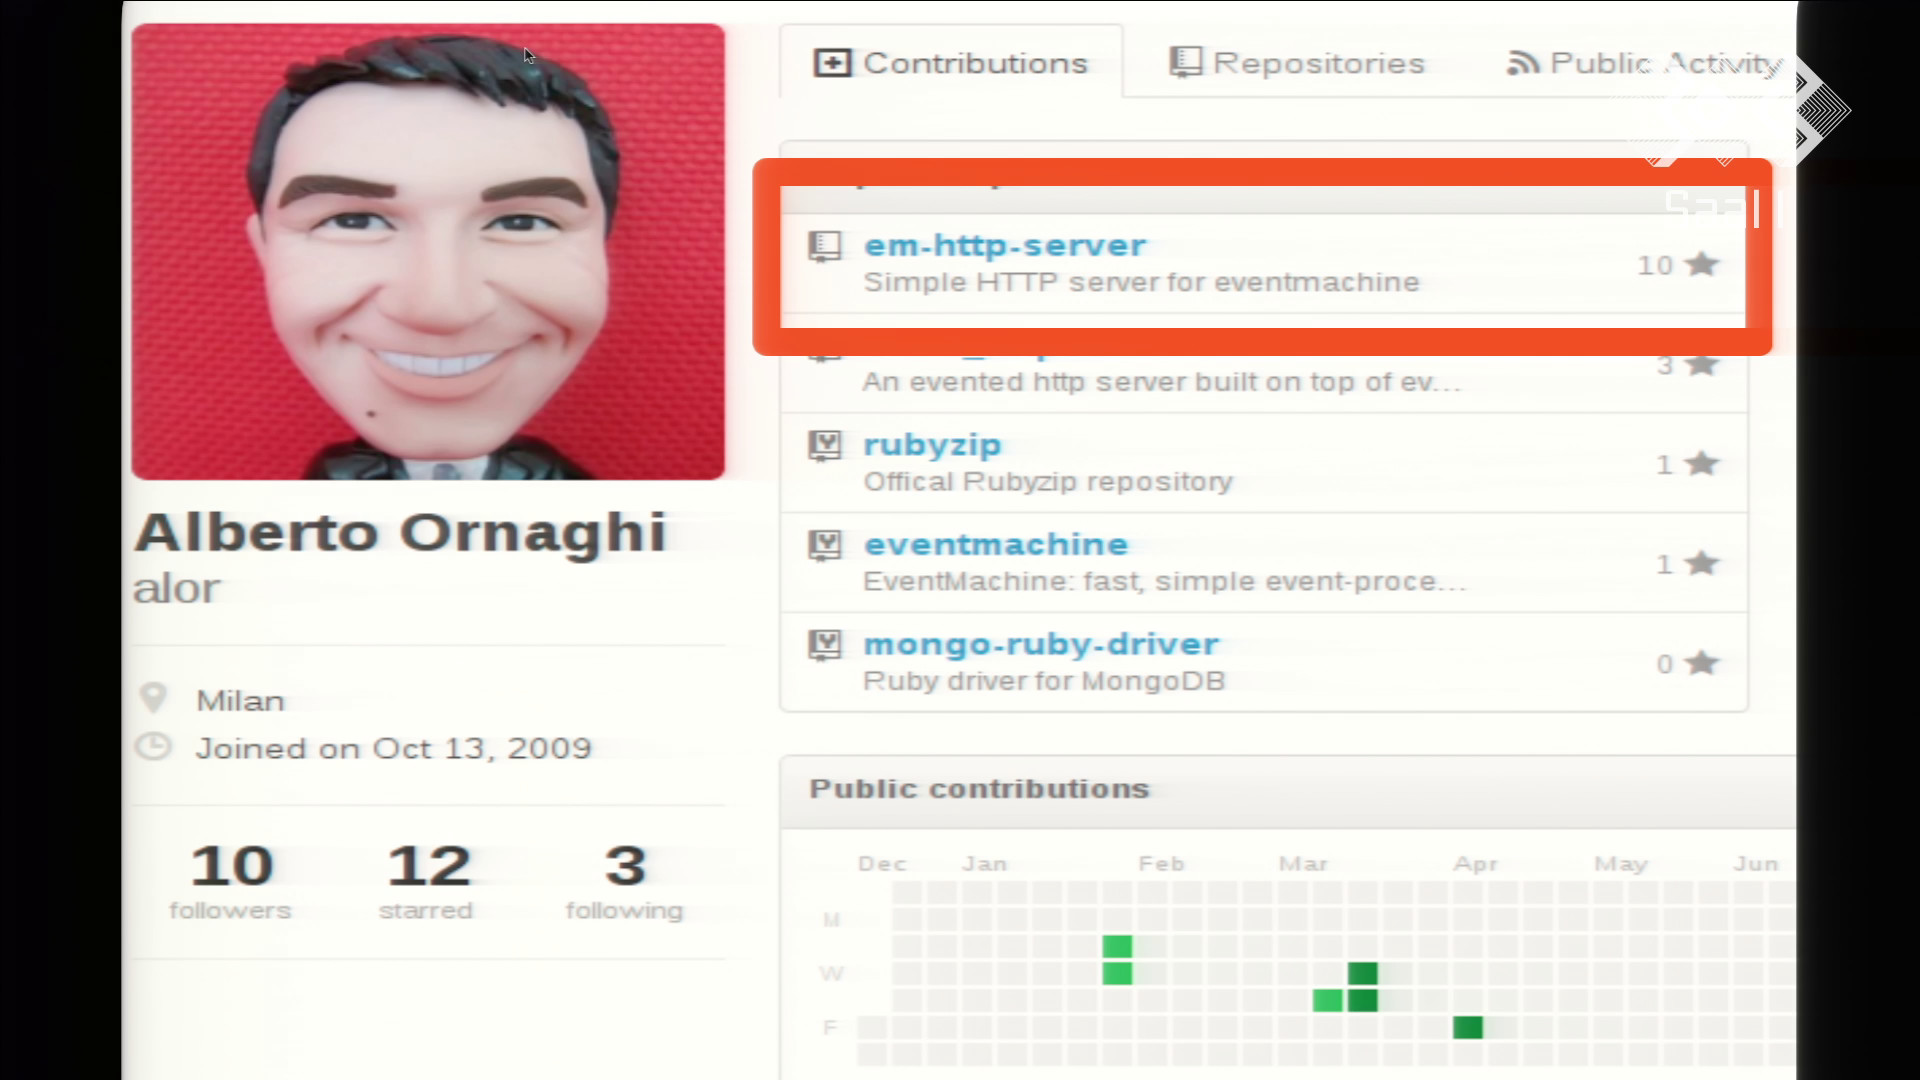 Contributions
Repositories
Public Activity
Saal 1
em-http-server
Simple HTTP server for eventmachine
10
An evented http server built on top of ev...
3
rubyzip
Offical Rubyzip repository
1
eventmachine
EventMachine: fast, simple event-proce...
1
mongo-ruby-driver
Ruby driver for MongoDB
0
Alberto Ornaghi
alor
Milan
Joined on Oct 13, 2009
10
followers
12
starred
3
following
Public contributions
Dec Jan Feb Mar Apr May Jun
M
W
F